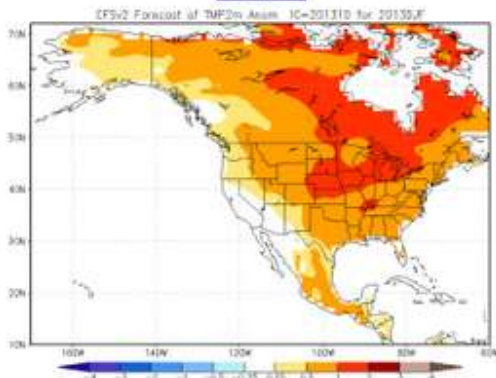 CFSv2 Forecast of TMP2m Anom IC=201310 for 2013DJF
70N
60N
50N
40N
30N
20N
10N
160W 140W 120W 100W 80W 60W